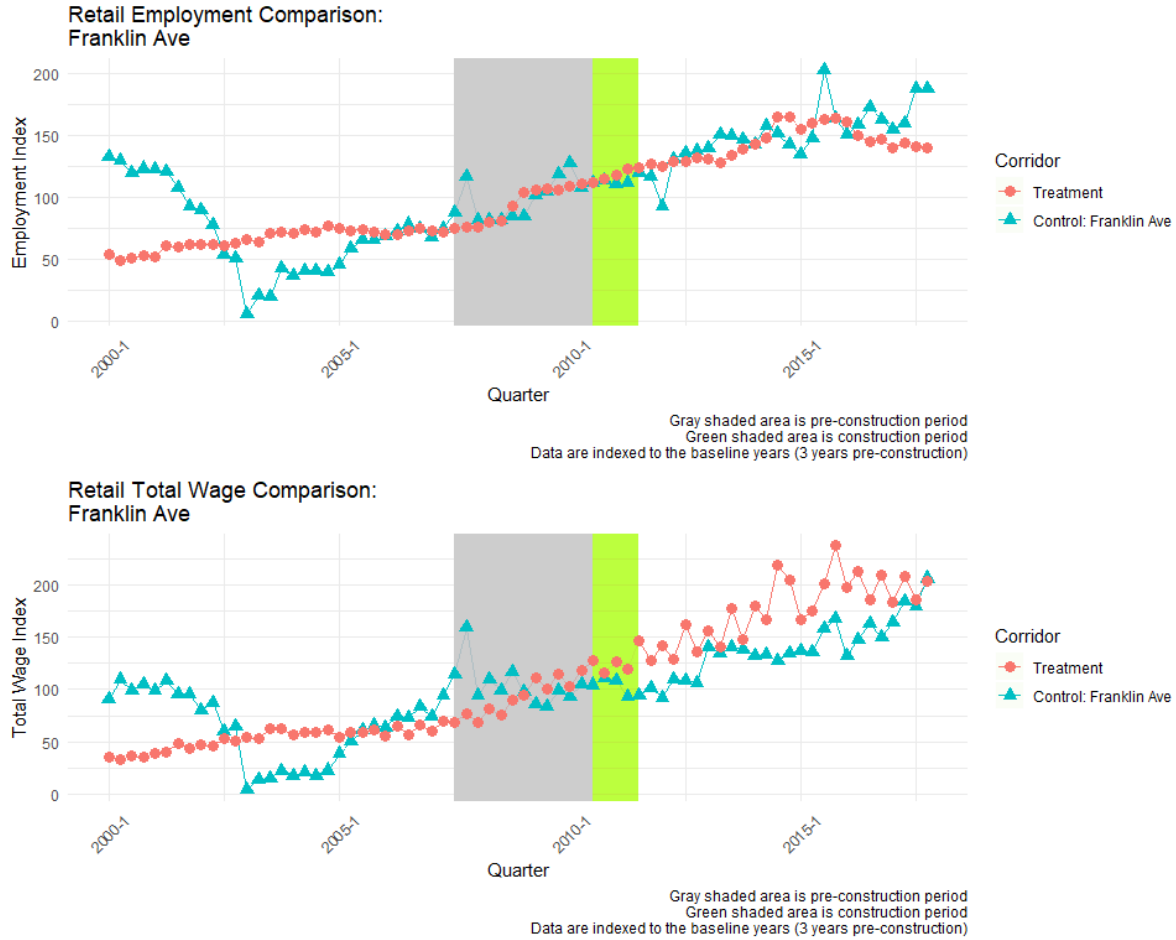 Retail Employment Comparison:
Franklin Ave
200
150
100
50
0
Employment Index
2000-1
2005-1
2010-1
2015-1
Quarter
Corridor
Treatment
Control: Franklin Ave
Gray shaded area is pre-construction period
Green shaded area is construction period
Data are indexed to the baseline years (3 years pre-construction)
Retail Total Wage Comparison:
Franklin Ave
200
150
100
50
0
Total Wage Index
2000-1
2005-1
2010-1
2015-1
Quarter
Corridor
Treatment
Control: Franklin Ave
Gray shaded area is pre-construction period
Green shaded area is construction period
Data are indexed to the baseline years (3 years pre-construction)